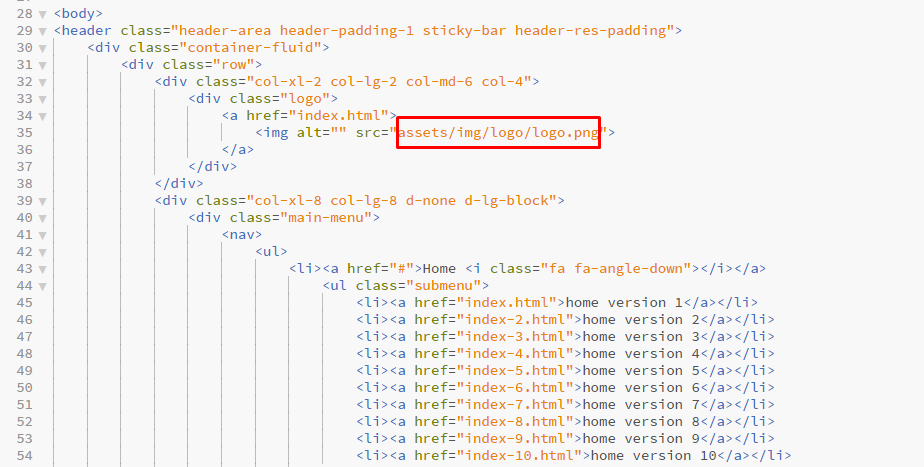 28 <body>
29 <header class="header-area header-padding-1 sticky-bar header-res-padding">
30 <div class="container-fluid">
31 <div class="row">
32 <div class="col-xl-2 col-lg-2 col-md-6 col-4">
33 <div class="logo">
34 <a href="index.html">
35 <img alt="" src="assets/img/logo/logo.png">
36 </a>
37 </div>
38 </div>
39 <div class="col-xl-8 col-lg-8 d-none d-lg-block">
40 <div class="main-menu">
41 <nav>
42 <ul>
43 <li><a href="#">Home <i class="fa fa-angle-down"></i></a>
44 <ul class="submenu">
45 <li><a href="index.html">home version 1</a></li>
46 <li><a href="index-2.html">home version 2</a></li>
47 <li><a href="index-3.html">home version 3</a></li>
48 <li><a href="index-4.html">home version 4</a></li>
49 <li><a href="index-5.html">home version 5</a></li>
50 <li><a href="index-6.html">home version 6</a></li>
51 <li><a href="index-7.html">home version 7</a></li>
52 <li><a href="index-8.html">home version 8</a></li>
53 <li><a href="index-9.html">home version 9</a></li>
54 <li><a href="index-10.html">home version 10</a></li>